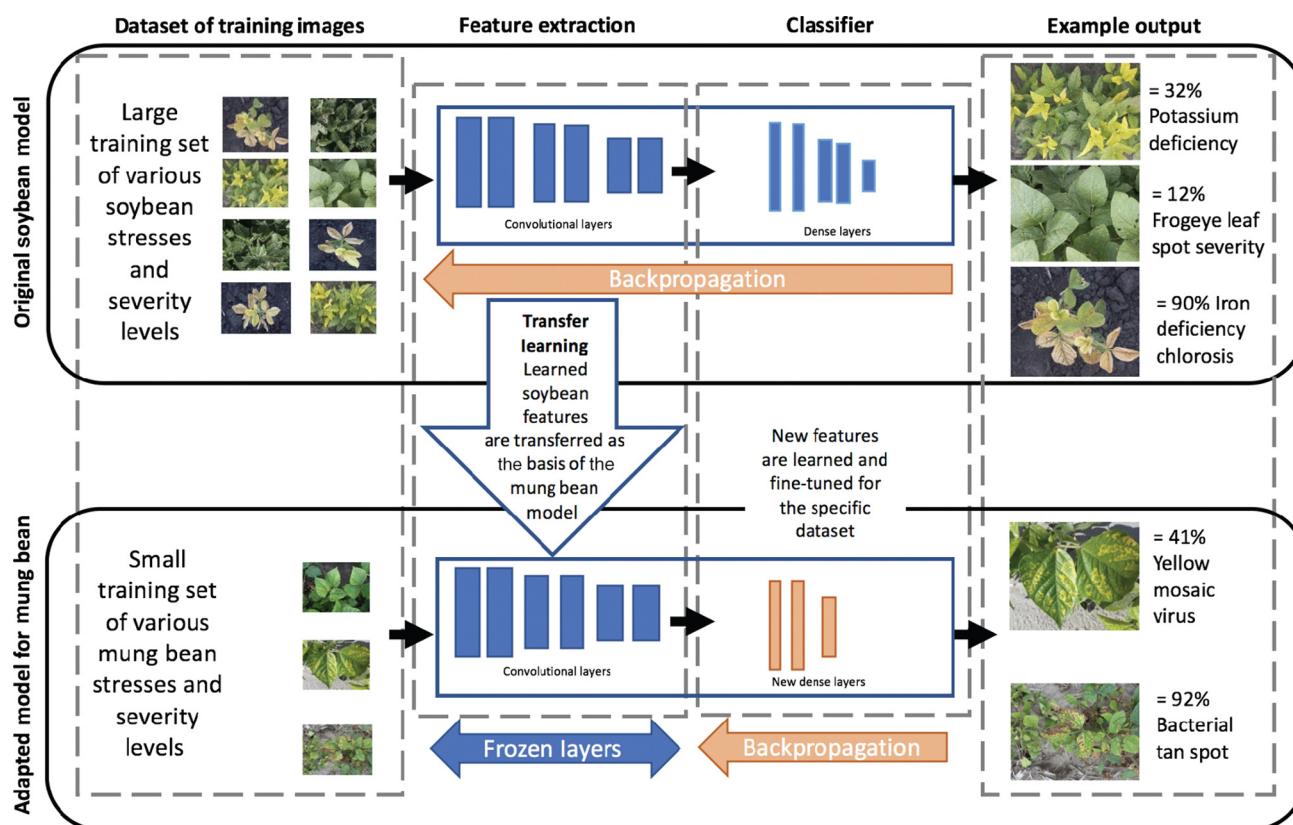 Dataset of training images
Feature extraction
Classifier
Example output
Original soybean model
Large
training set
of various
soybean
stresses
and
severity
levels
Convolutional layers
Dense layers
Backpropagation
= 32%
Potassium
deficiency
= 12%
Frogeye leaf
spot severity
= 90% Iron
deficiency
chlorosis
Transfer
learning
Learned
soybean
features
are transferred as
the basis of the
mung bean
model
New features
are learned and
fine-tuned for
the specific
dataset
Adapted model for mung bean
Small
training set
of various
mung bean
stresses and
severity
levels
Convolutional layers
New dense layers
Frozen layers
Backpropagation
= 41%
Yellow
mosaic
virus
= 92%
Bacterial
tan spot